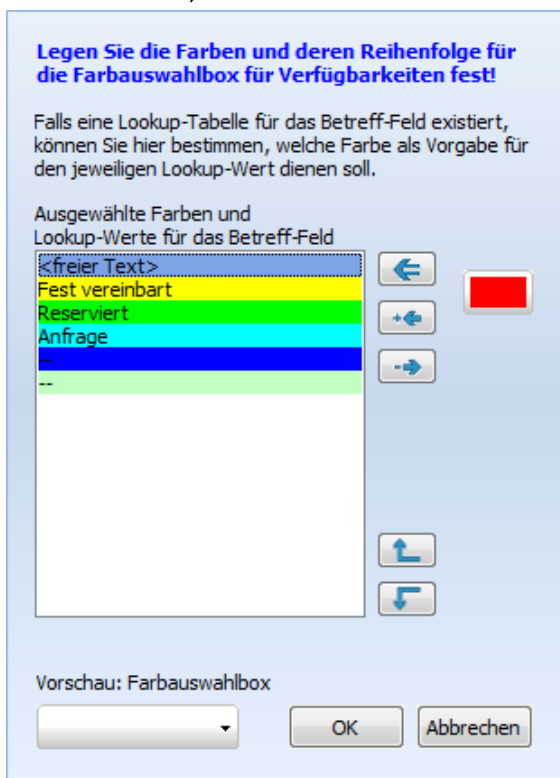 Legen Sie die Farben und deren Reihenfolge für
die Farbauswahlbox für Verfügbarkeiten fest!
Falls eine Lookup-Tabelle für das Betreff-Feld existiert,
können Sie hier bestimmen, welche Farbe als Vorgabe für
den jeweiligen Lookup-Wert dienen soll.
Ausgewählte Farben und
Lookup-Werte für das Betreff-Feld
<freier Text>
Fest vereinbart
Reserviert
Anfrage
--
--
Vorschau: Farbauswahlbox
OK
Abbrechen